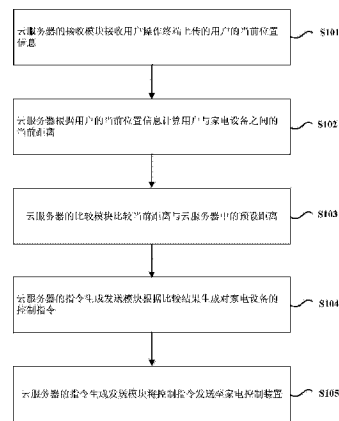 云服务器的接收模块接收用户操作终端上传的用户的当前位置
信息
S101
云服务器根据用户的当前位置信息计算用户与家电设备之间的
当前距离
S102
云服务器的比较模块比较当前距离与云服务器中的预设距离
S103
云服务器的指令生成发送模块根据比较结果生成对家电设备的
控制指令
S104
云服务器的指令生成发送模块将控制指令发送至家电控制装置
S105